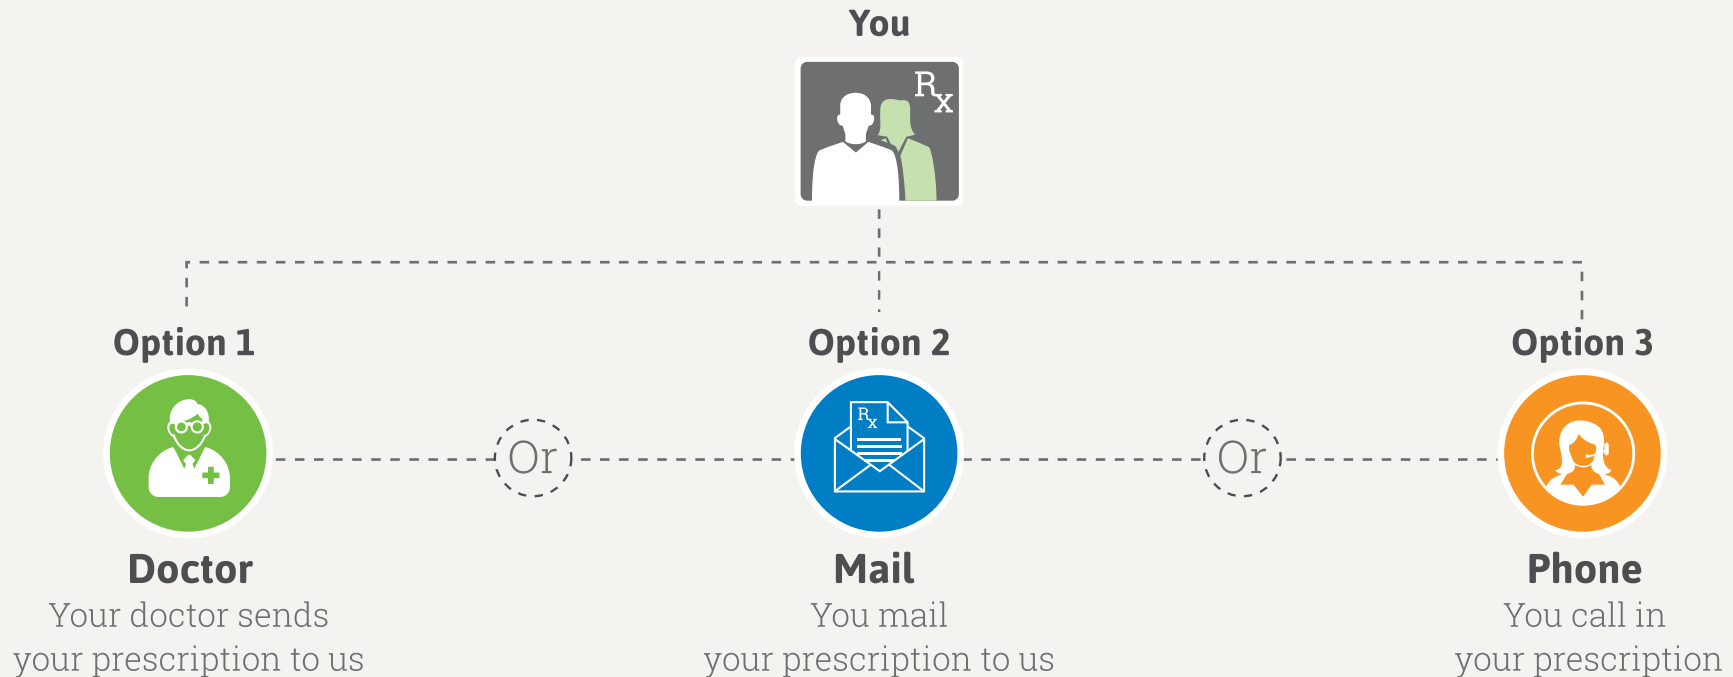 You
Rx
Option 1
Option 2
Option 3
Rx
Or
Or
Doctor
Mail
Phone
Your doctor sends
your prescription to us
You mail
your prescription to us
You call in
your prescription